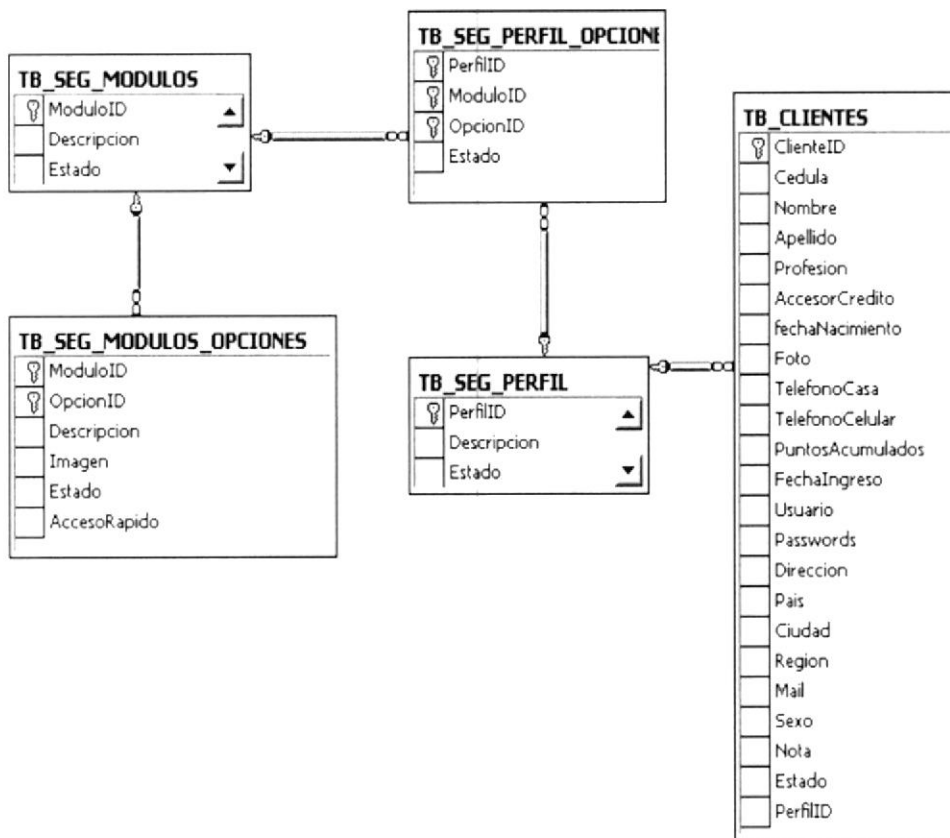 TB_SEG_MODULOS
ModuloID
Descripcion
Estado
TB_SEG_PERFIL_OPCIONE
PerfilID
ModuloID
OpcionID
Estado
TB_SEG_MODULOS_OPCIONES
ModuloID
OpcionID
Descripcion
Imagen
Estado
AccesoRapido
TB_SEG_PERFIL
PerfilID
Descripcion
Estado
TB_CLIENTES
ClienteID
Cedula
Nombre
Apellido
Profesion
AccesorCredito
fechaNacimiento
Foto
TelefonoCasa
TelefonoCelular
PuntosAcumulados
FechaIngreso
Usuario
Passwords
Direccion
Pais
Ciudad
Region
Mail
Sexo
Nota
Estado
PerfilID